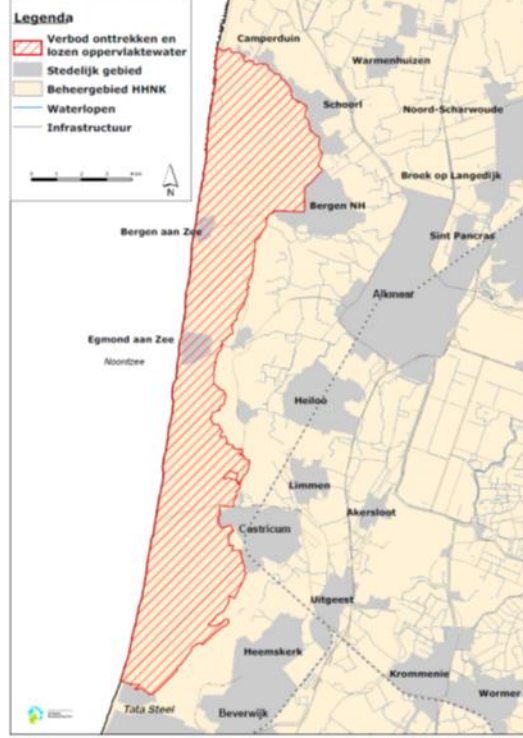 Legenda
Verbod onttrekken en
lozen oppervlaktewater
Stedelijk gebied
Beheergebied HHNK
Waterlopen
Infrastructuur
N
Camperduin
Warmenhuizen
Schoorl
Noord-Scharwoude
Broek op Langedijk
Bergen NH
Bergen aan Zee
Sint Pancras
Alkmaar
Egmond aan Zee
Noordzee
Heiloo
Limmen
Akersloot
Castricum
Uitgeest
Heemskerk
Krommenie
Wormer
Tata Steel
Beverwijk